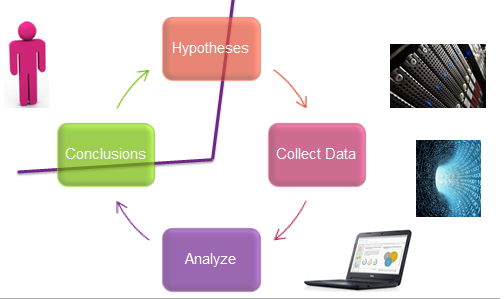 Hypotheses
Conclusions
Collect Data
Analyze